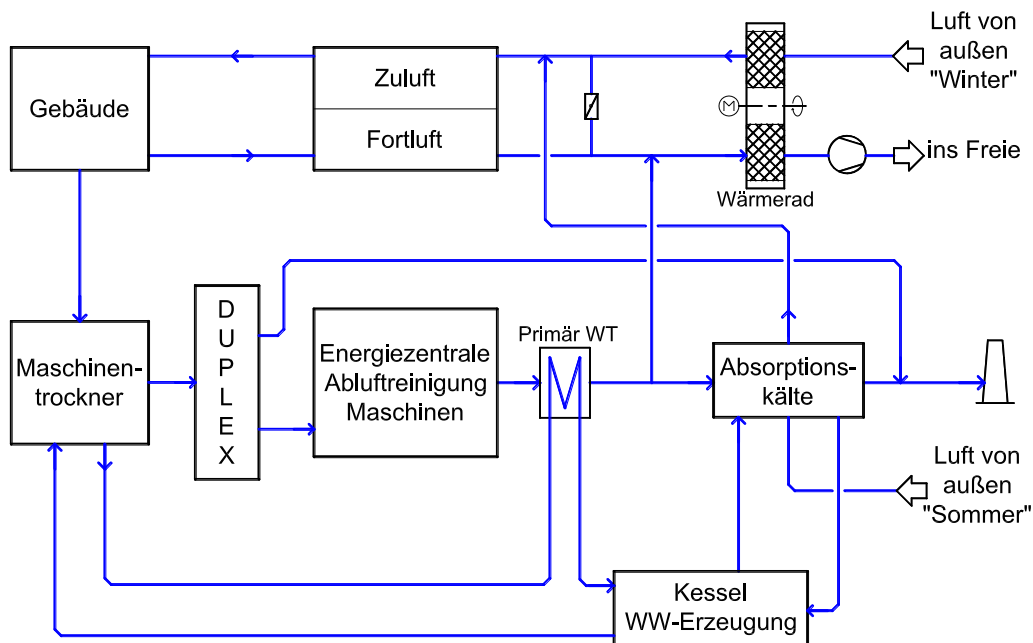 Luft von
außen
"Winter"
Zuluft
Gebäude
M
Fortluft
ins Freie
Wärmerad
D
U
P
L
E
X
Primär WT
Energiezentrale
Abluftreinigung
Maschinen
Maschinen-
trockner
Absorptions-
kälte
Luft von
außen
"Sommer"
Kessel
WW-Erzeugung